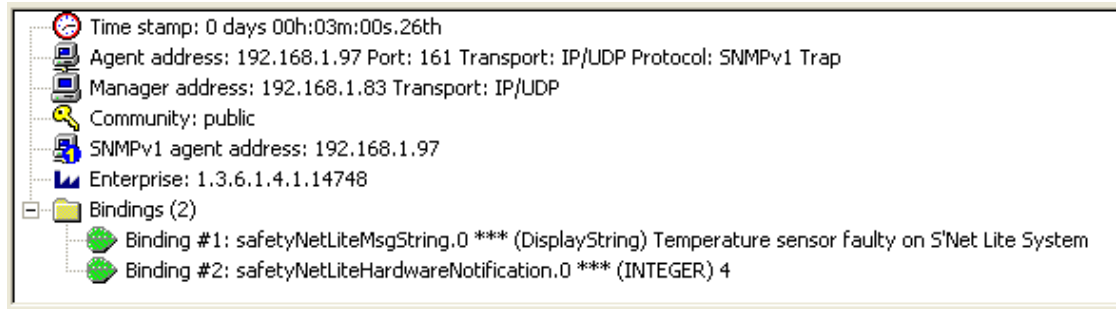 Time stamp: 0 days 00h:03m:00s.26th
Agent address: 192.168.1.97 Port: 161 Transport: IP/UDP Protocol: SNMPv1 Trap
Manager address: 192.168.1.83 Transport: IP/UDP
Community: public
SNMPv1 agent address: 192.168.1.97
Enterprise: 1.3.6.1.4.1.14748
Bindings (2)
Binding #1: safetyNetLiteMsgString.0 *** (DisplayString) Temperature sensor faulty on S'Net Lite System
Binding #2: safetyNetLiteHardwareNotification.0 *** (INTEGER) 4